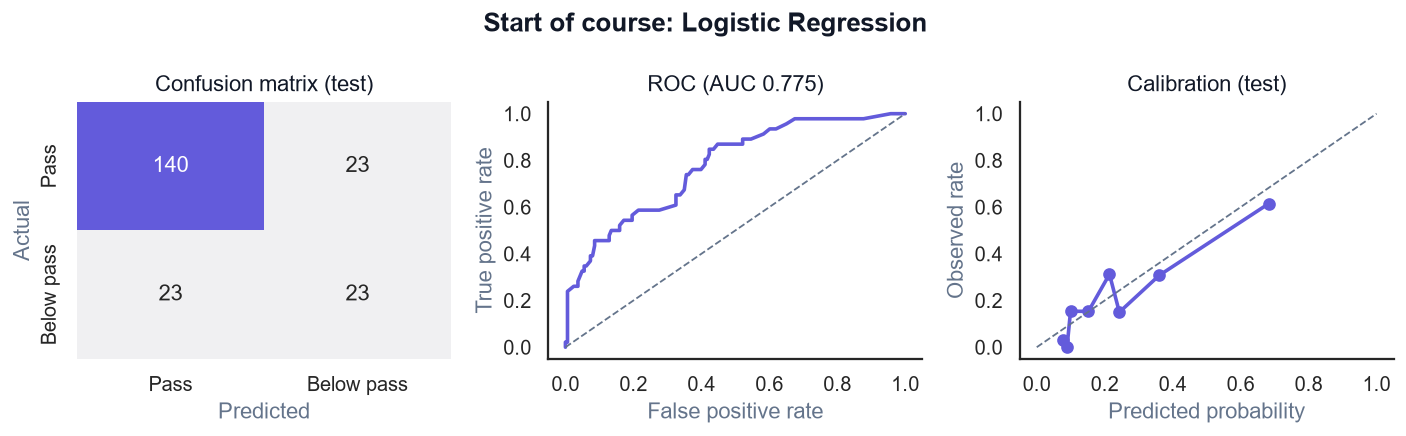 Start of course: Logistic Regression
Confusion matrix (test)
Actual
Pass
Below pass
140
23
23
23
Pass
Below pass
Predicted
ROC (AUC 0.775)
True positive rate
1.0
0.8
0.6
0.4
0.2
0.0
0.0
0.2
0.4
0.6
0.8
1.0
False positive rate
Calibration (test)
Observed rate
1.0
0.8
0.6
0.4
0.2
0.0
0.0
0.2
0.4
0.6
0.8
1.0
Predicted probability